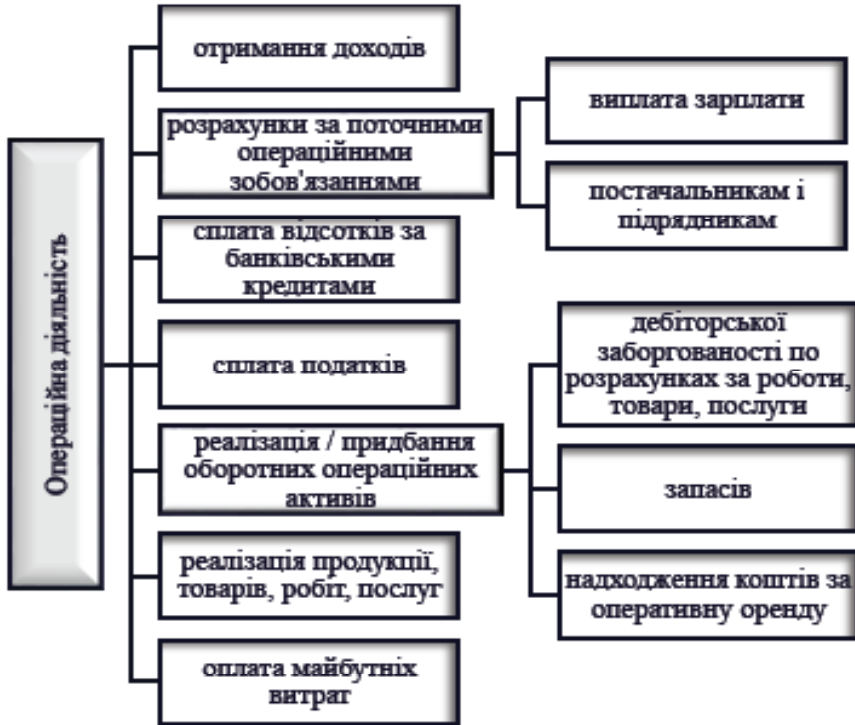 Операційна діяльність
отримання доходів
розрахунки за поточними
операційними
зобов'язаннями
виплата зарплати
постачальникам і
підрядникам
сплата відсотків за
банківськими
кредитами
сплата податків
реалізація / придбання
оборотних операційних
активів
дебіторської
заборгованості по
розрахунках за роботи,
товари, послуги
запасів
надходження коштів за
оперативну оренду
реалізація продукції,
товарів, робіт, послуг
оплата майбутніх
витрат